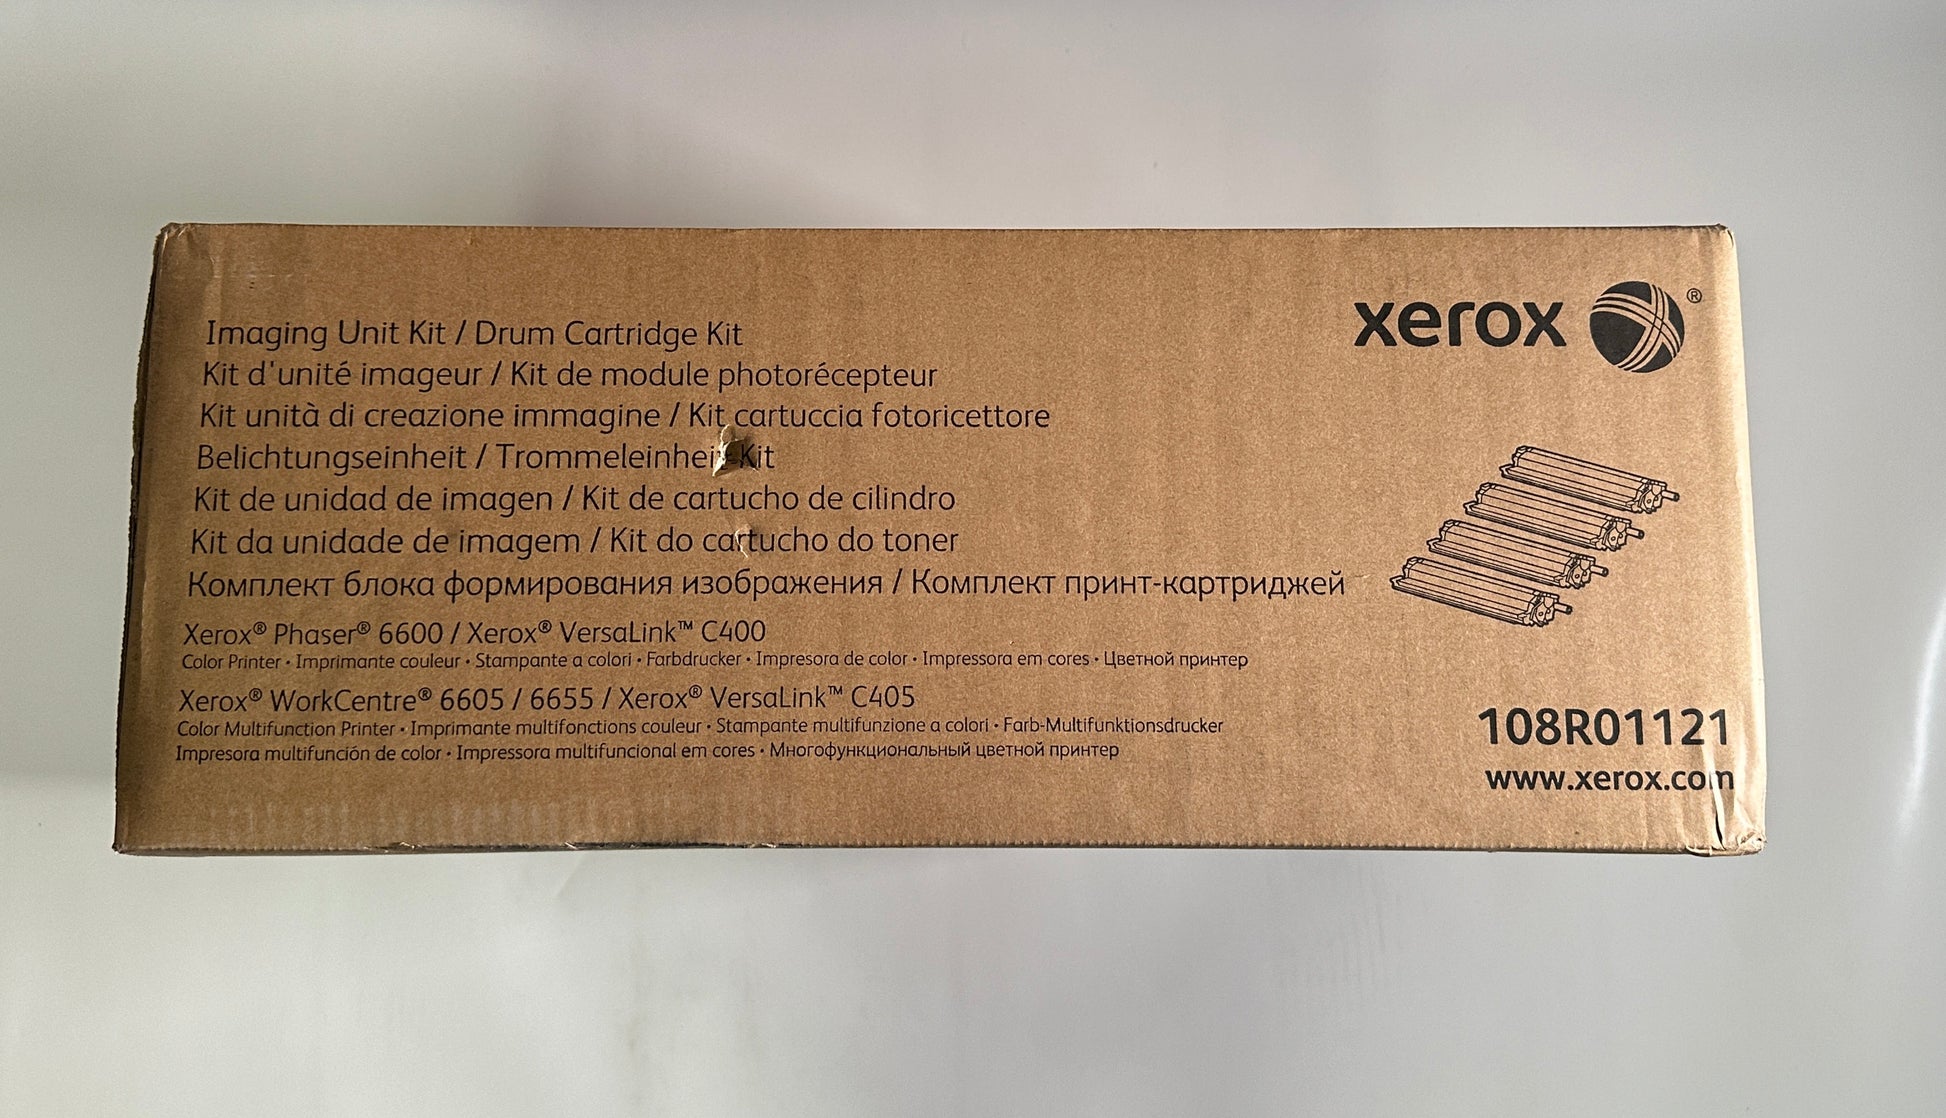 xerox ®
Imaging Unit Kit / Drum Cartridge Kit
Kit d'unité imageur / Kit de module photorécepteur
Kit unità di creazione immagine / Kit cartuccia fotoricettore
Belichtungseinheit / Trommeleinheit-Kit
Kit de unidad de imagen / Kit de cartucho de cilindro
Kit da unidade de imagem / Kit do cartucho do toner
Комплект блока формирования изображения / Комплект принт-картриджей
Xerox® Phaser® 6600 / Xerox® VersaLink™ C400
Color Printer • Imprimante couleur • Stampante a colori • Farbdrucker • Impresora de color • Impressora em cores • Цветной принтер
Xerox® WorkCentre® 6605 / 6655 / Xerox® VersaLink™ C405
Color Multifunction Printer • Imprimante multifonctions couleur • Stampante multifunzione a colori • Farb-Multifunktionsdrucker
Impresora multifunción de color • Impressora multifuncional em cores • Многофункциональный цветной принтер
108R01121
www.xerox.com